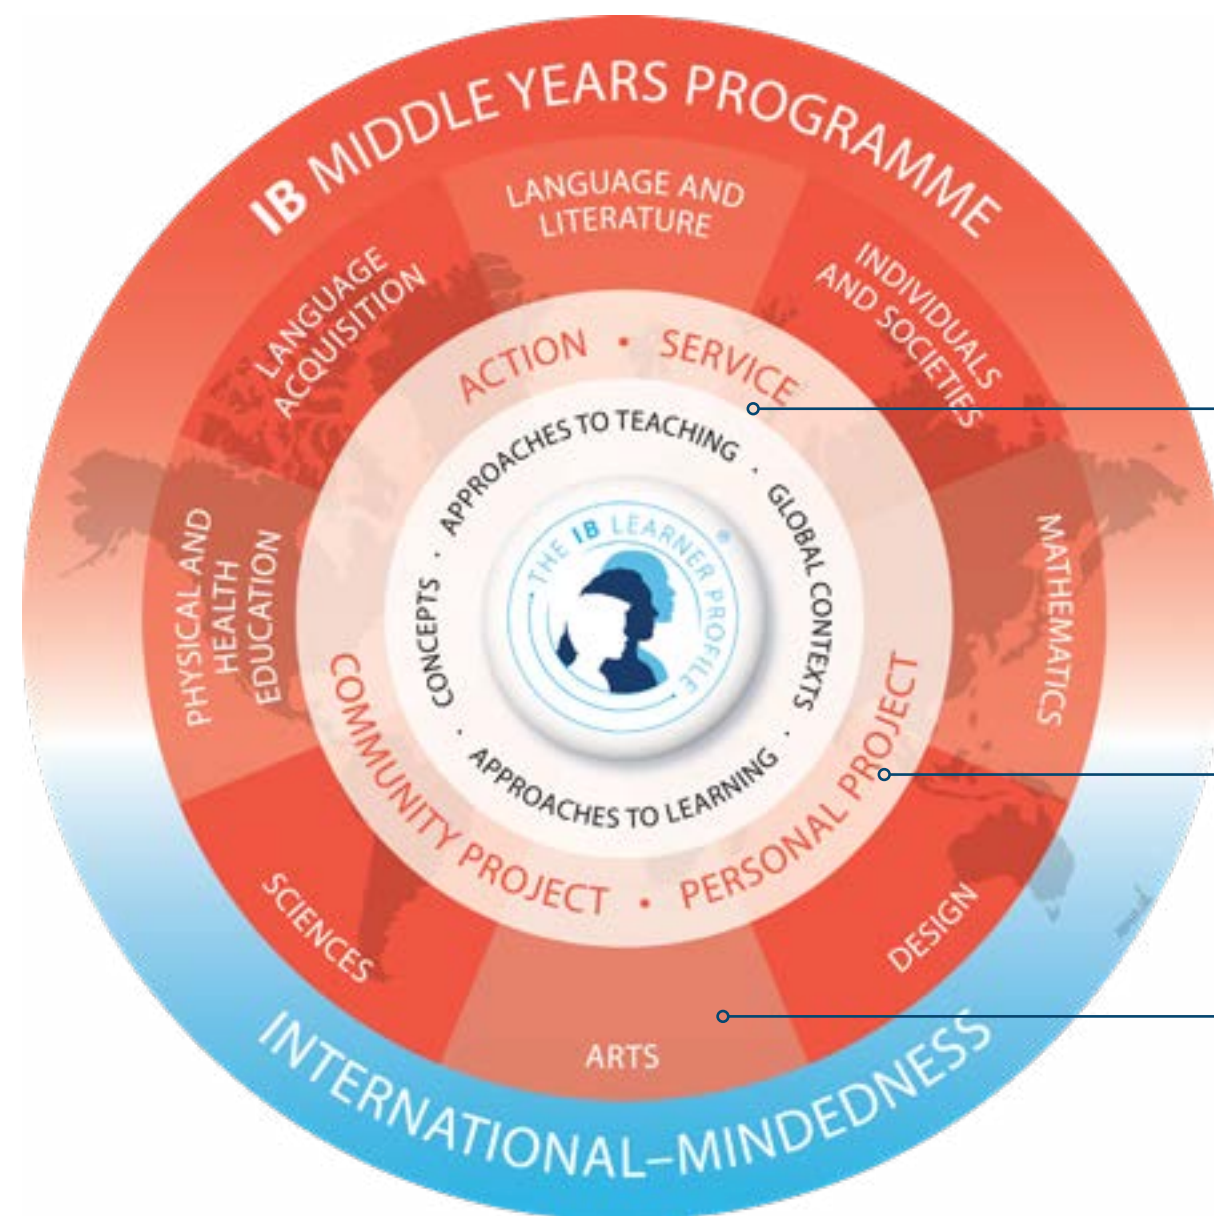 IB MIDDLE YEARS PROGRAMME
LANGUAGE AND
LITERATURE
INDIVIDUALS
AND SOCIETIES
MATHEMATICS
DESIGN
ARTS
SCIENCES
PHYSICAL AND
HEALTH
EDUCATION
LANGUAGE
ACQUISITION
ACTION • SERVICE
PERSONAL PROJECT
•
COMMUNITY PROJECT
APPROACHES TO TEACHING
· GLOBAL CONTEXTS ·
APPROACHES TO LEARNING
· CONCEPTS ·
THE IB LEARNER PROFILE
®
INTERNATIONAL–MINDEDNESS